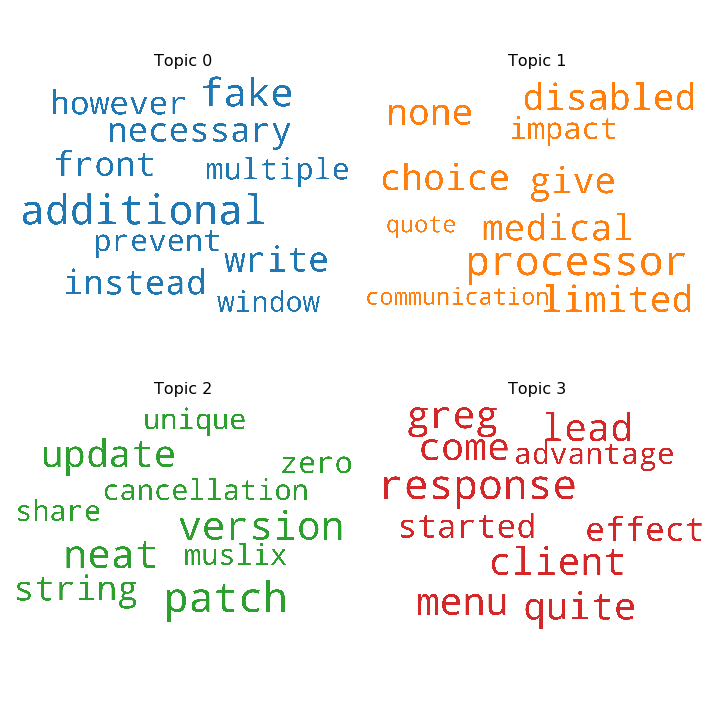 Topic 0
fake
however
necessary
front
multiple
additional
prevent
write
instead
window
Topic 1
disabled
none
impact
choice
give
quote
medical
processor
communication
limited
Topic 2
unique
update
zero
cancellation
share
version
neat
muslix
string
patch
Topic 3
greg
lead
come
advantage
response
started
effect
client
menu
quite